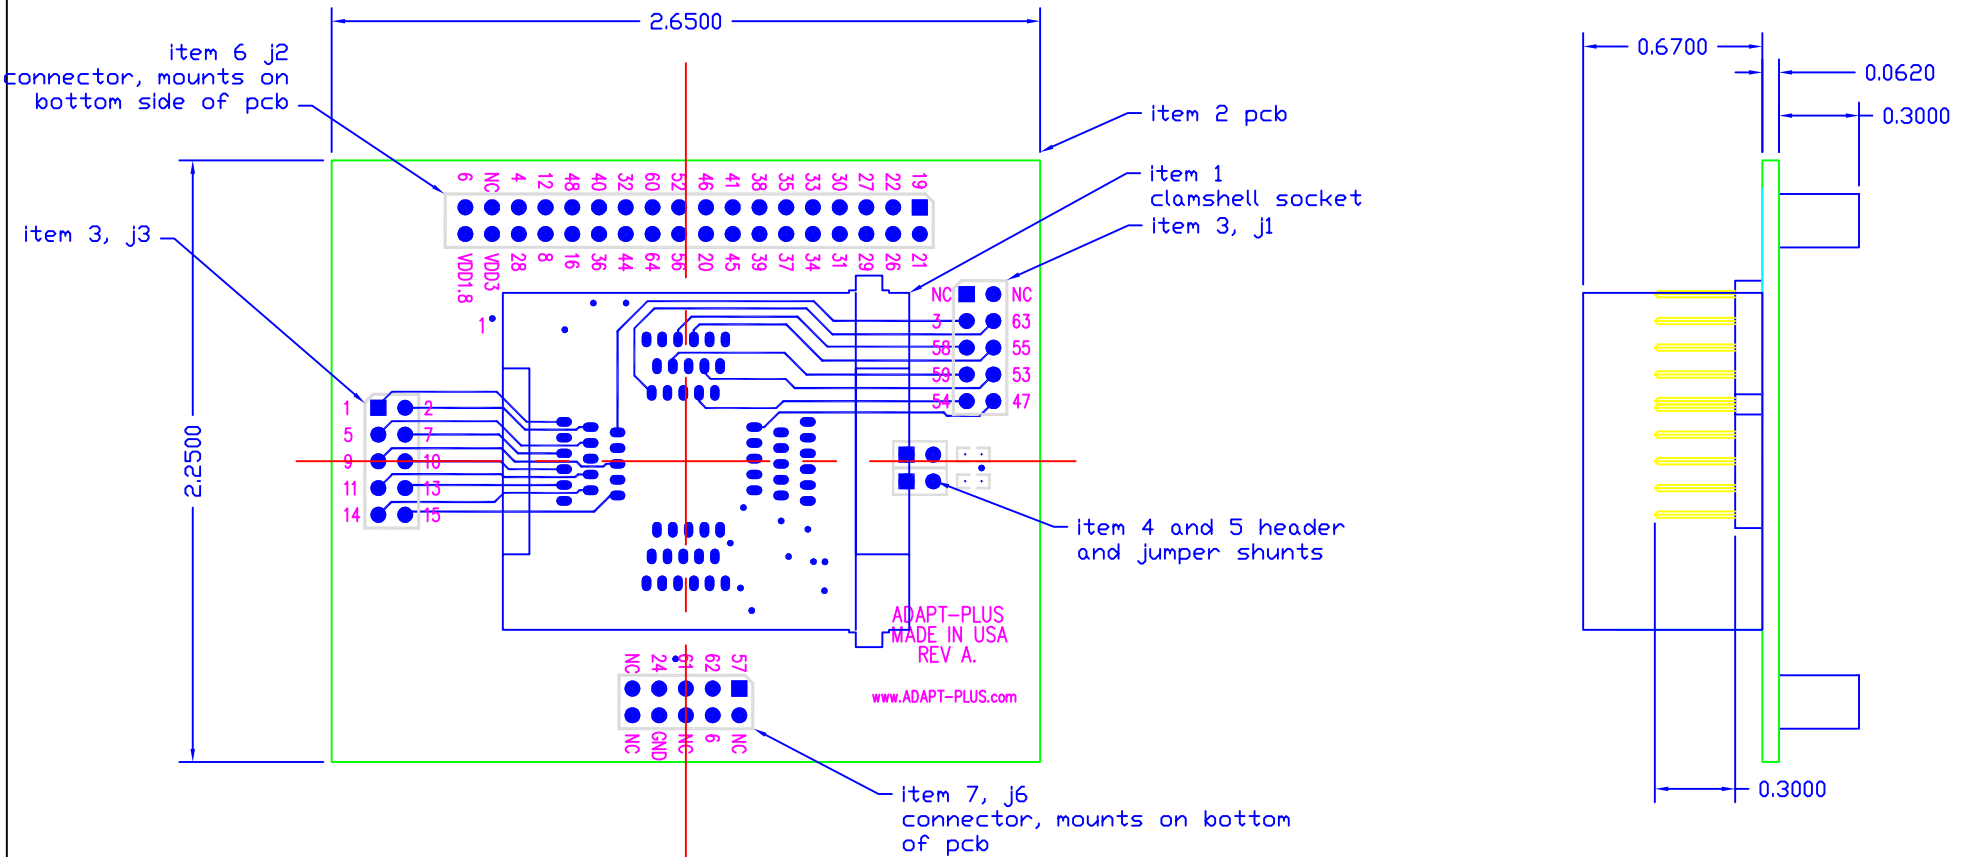 2.6500
item 6 j2
connector, mounts on
bottom side of pcb
0.6700
0.0620
0.3000
item 2 pcb
item 1
clamshell socket
item 3, j1
item 3, j3
6 NC 4 12 48 40 32 60 52 46 41 38 35 33 30 27 22 19
VDD1.8 VDD3 28 8 16 36 44 64 56 20 45 39 37 34 31 29 26 21
1
NC NC
3 63
58 55
59 53
54 47
1 2
5 7
9 10
11 13
14 15
2.2500
item 4 and 5 header
and jumper shunts
ADAPT-PLUS
MADE IN USA
REV A.
www.ADAPT-PLUS.com
NC 24 61 62 57
NC GND NC 6 NC
item 7, j6
connector, mounts on bottom
of pcb
0.3000